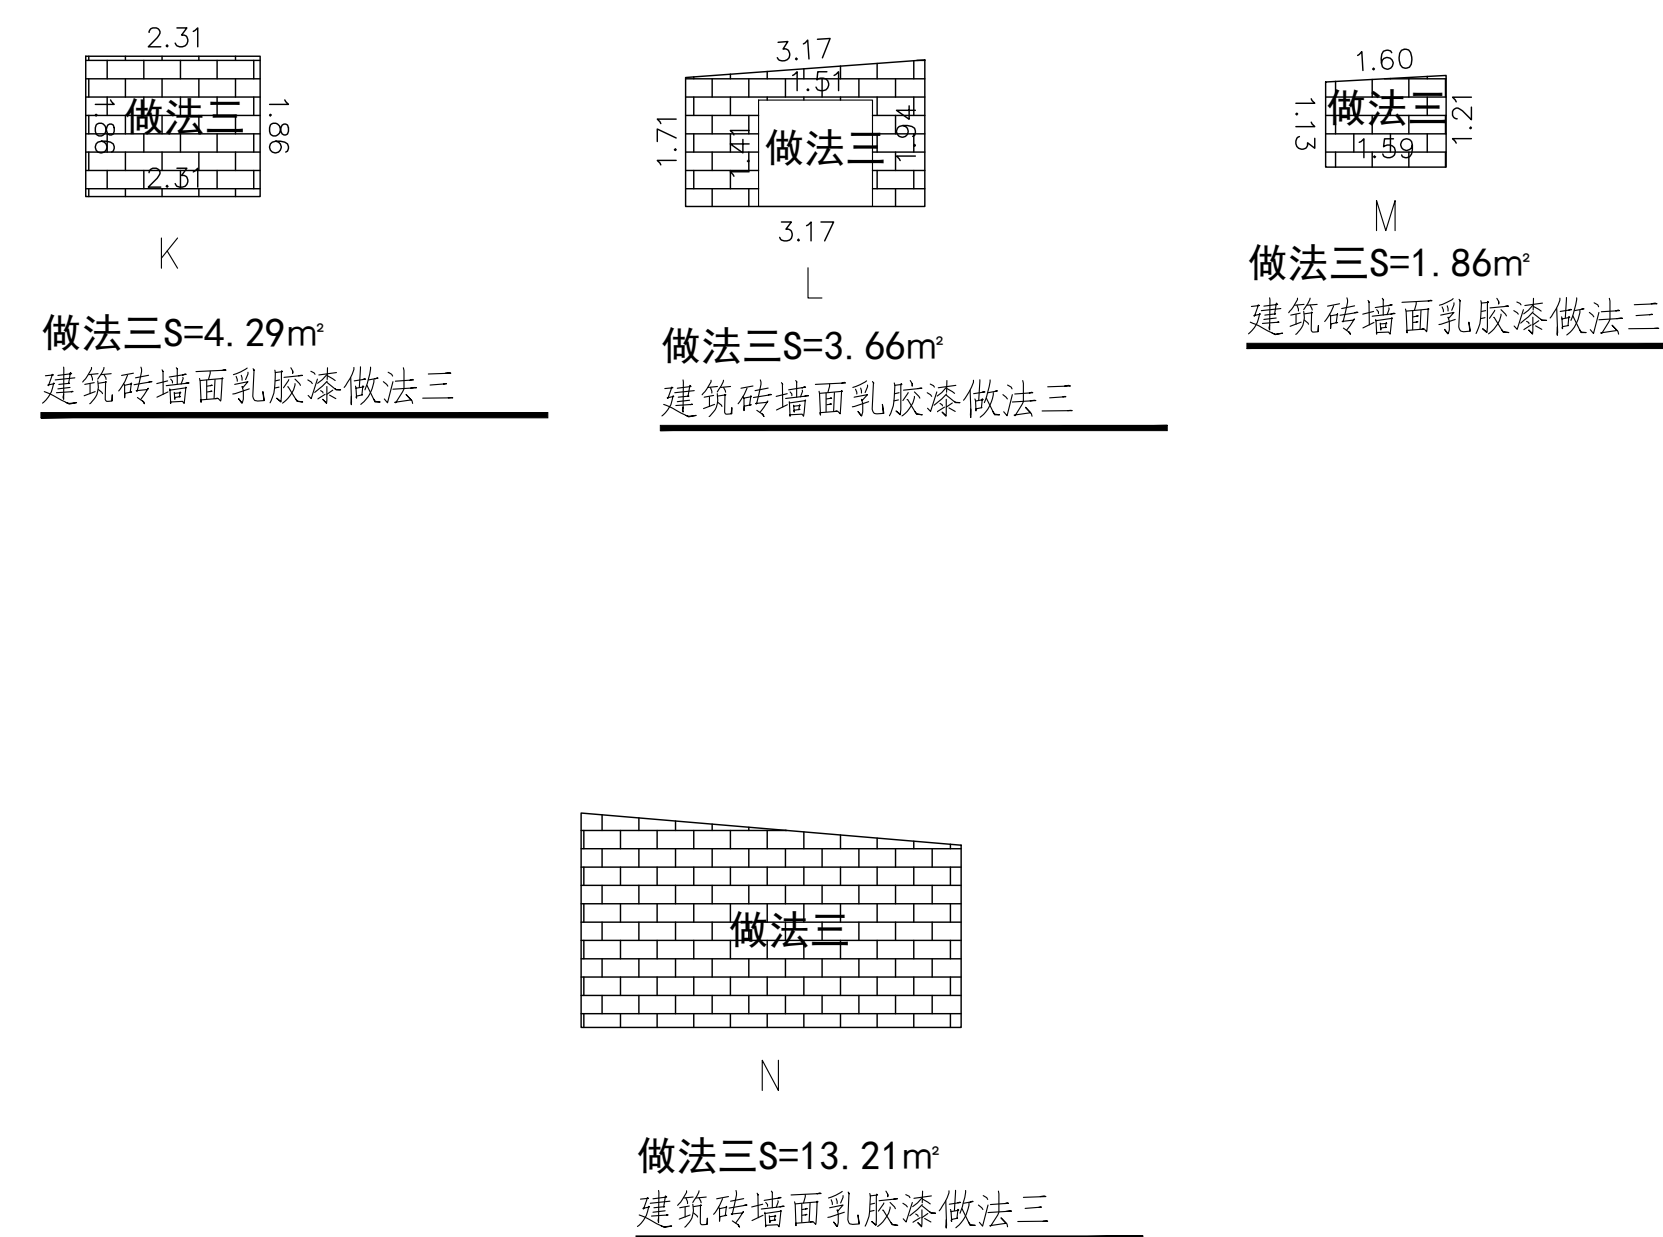 2.31
做法三
1.86
1.86
2.31
K
做法三S=4.29m²
建筑砖墙面乳胶漆做法三
3.17
1.51
1.71
1.41
做法三
1.94
3.17
L
做法三S=3.66m²
建筑砖墙面乳胶漆做法三
1.60
做法三
1.13
1.21
1.59
M
做法三S=1.86m²
建筑砖墙面乳胶漆做法三
做法三
N
做法三S=13.21m²
建筑砖墙面乳胶漆做法三